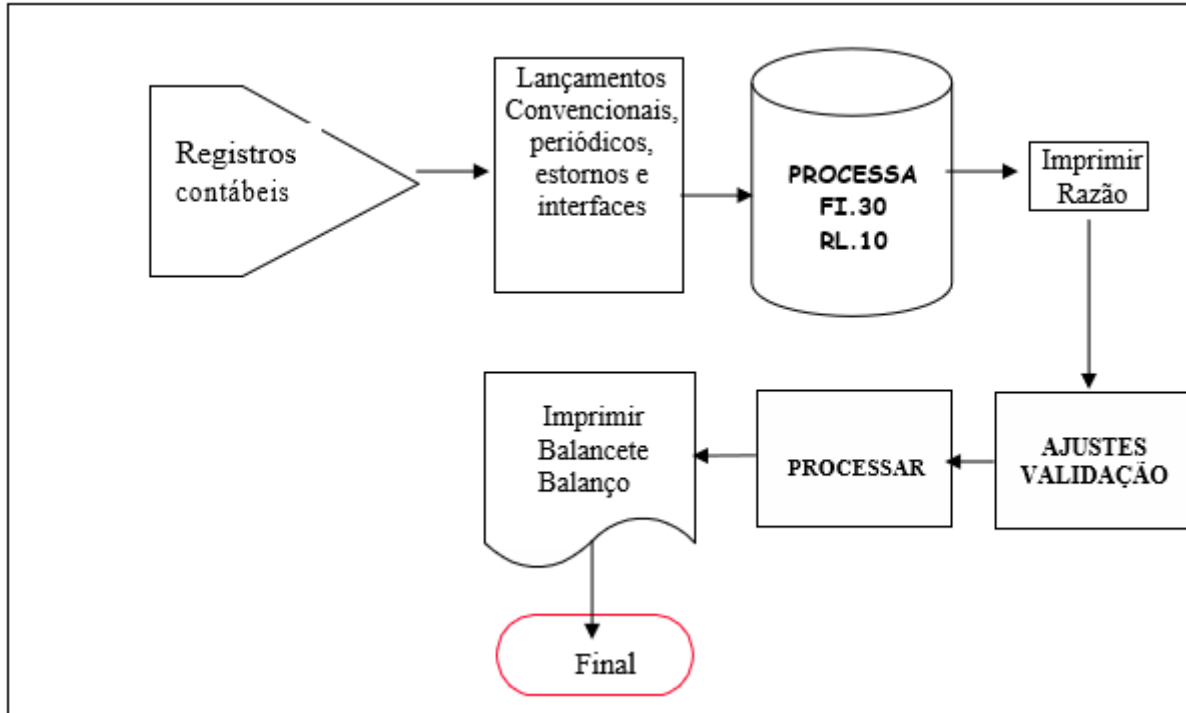 Registros
contábeis
Lançamentos
Convencionais,
periódicos,
estornos e
interfaces
PROCESSA
FI.30
RL.10
Imprimir
Razão
AJUSTES
VALIDAÇÃO
PROCESSAR
Imprimir
Balancete
Balanço
Final